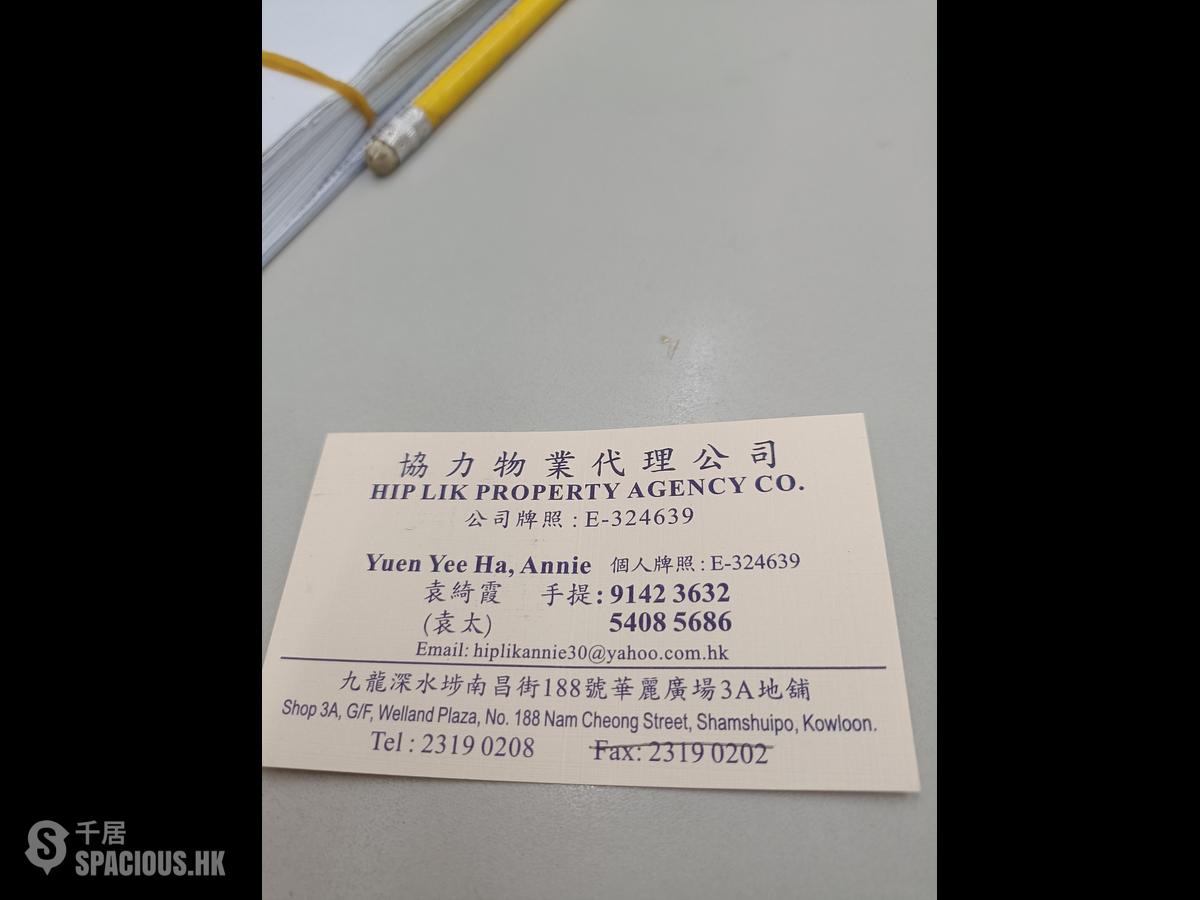 協力物業代理公司
HIP LIK PROPERTY AGENCY CO.
公司牌照 : E-324639
Yuen Yee Ha, Annie 個人牌照 : E-324639
袁綺霞 手提 : 9142 3632
(袁太) 5408 5686
Email: hiplikannie30@yahoo.com.hk
九龍深水埗南昌街188號華麗廣場3A地舖
Shop 3A, G/F, Welland Plaza, No. 188 Nam Cheong Street, Shamshuipo, Kowloon.
Tel : 2319 0208 Fax: 2319 0202
千居
SPACIOUS.HK